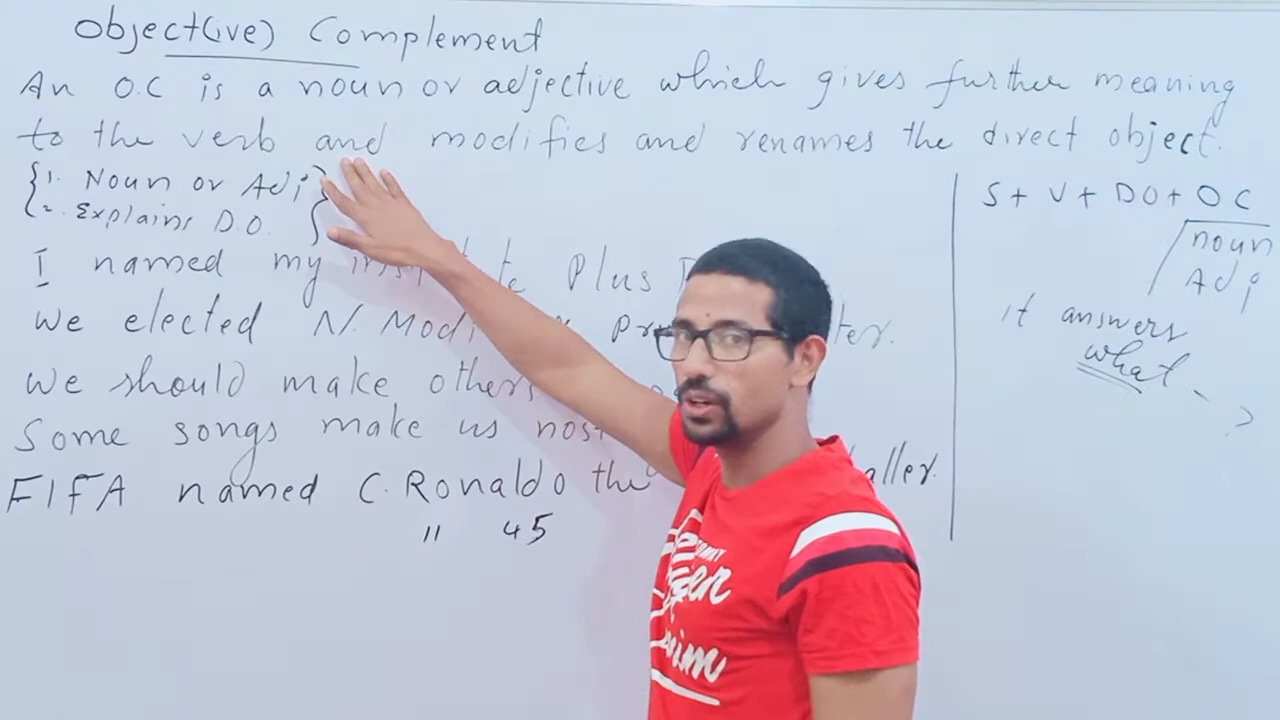 Object(ive) Complement
An O.C is a noun or adjective which gives further meaning
to the verb and modifies and renames the direct object.
{1. Noun or Adj}
2. Explains D.O.
I named my Plus
We elected N. Modi
We should make others
Some songs make us
FIFA named C. Ronaldo the
11 45
S + V + DO + OC
noun
Adj
it answers
what